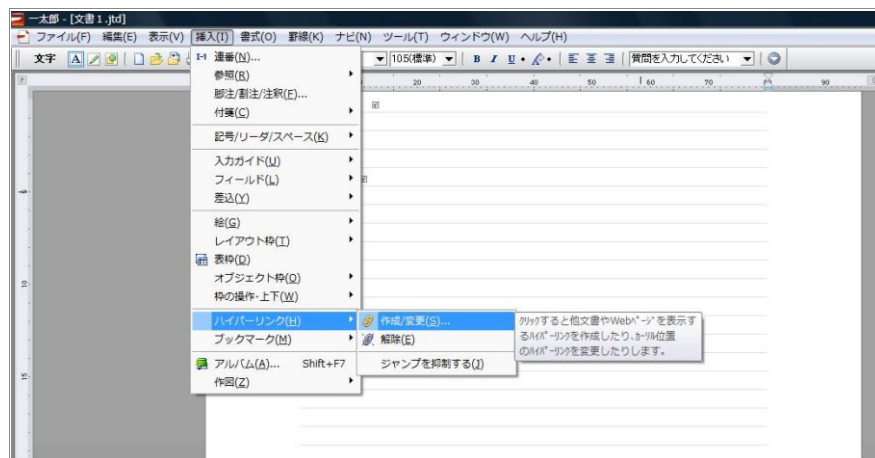 一太郎 - [文書1.jtd]
ファイル(F) 編集(E) 表示(V) 挿入(I) 書式(O) 罫線(K) ナビ(N) ツール(T) ウィンドウ(W) ヘルプ(H)
文字 A 105(標準) B I U 質問を入力してください
20 30 40 50 60 70 80 90
連番(N)...
参照(R)
脚注/割注/注釈(F)...
付箋(C)
記号/リーダ/スペース(K)
入力ガイド(U)
フィールド(L)
差込(Y)
絵(G)
レイアウト枠(I)
表枠(D)
オブジェクト枠(O)
枠の操作・上下(W)
ハイパーリンク(H)
ブックマーク(M)
アルバム(A)... Shift+F7
作図(Z)
作成/変更(S)...
解除(E)
ジャンプを抑制する(J)
クリックすると他文書やWebページを表示す
るハイパーリンクを作成したり、カーソル位置
のハイパーリンクを変更したりします。
5
10
15